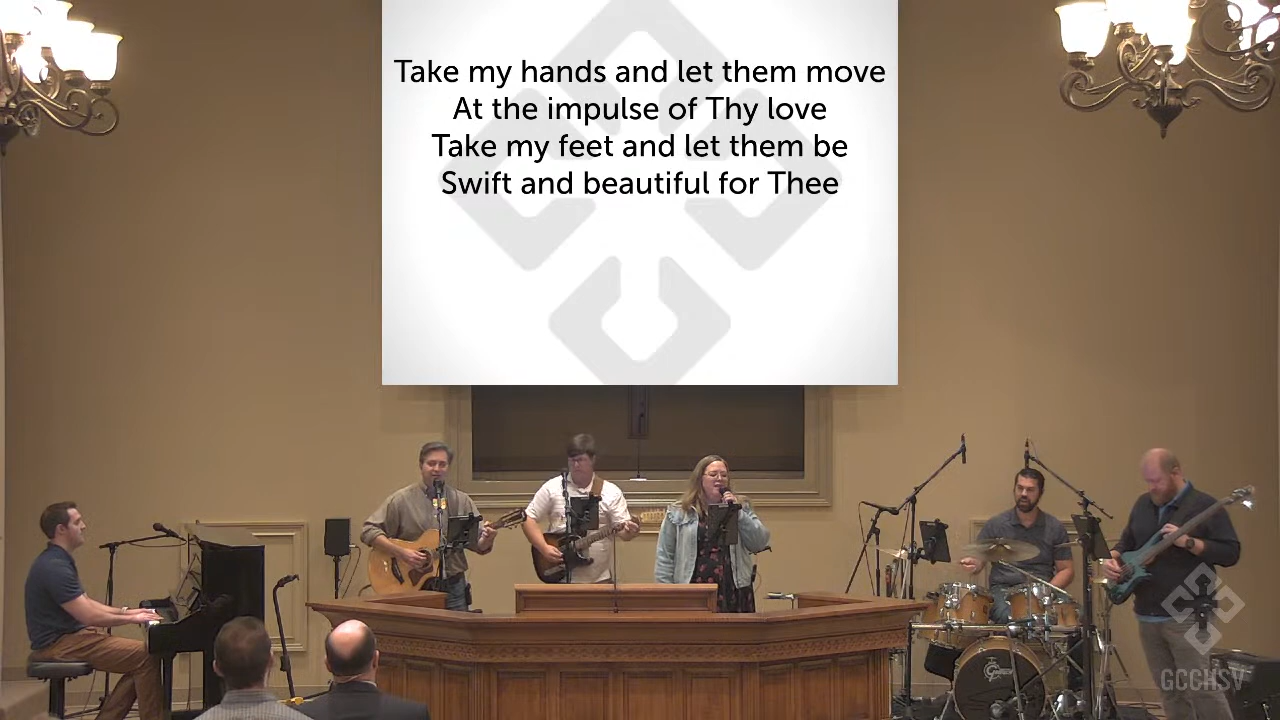 Take my hands and let them move
At the impulse of Thy love
Take my feet and let them be
Swift and beautiful for Thee
GCCHSV